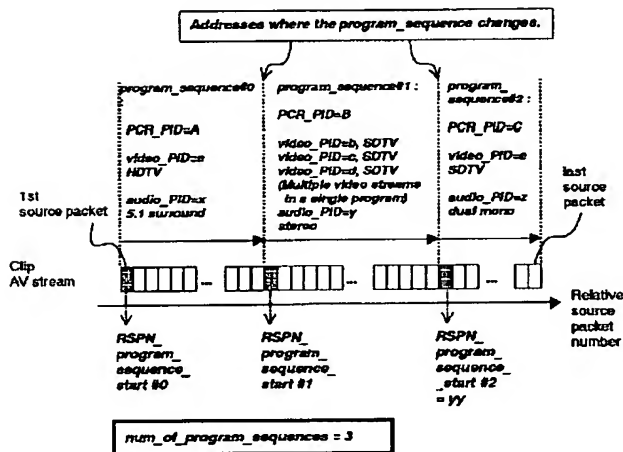 Addresses where the program_sequence changes.
program_sequence#0
PCR_PID=A
video_PID=a
HDTV
audio_PID=x
5.1 surround
program_sequence#1 :
PCR_PID=B
video_PID=b, SDTV
video_PID=c, SDTV
video_PID=d, SDTV
(Multiple video streams
in a single program)
audio_PID=y
stereo
program_
sequence#2 :
PCR_PID=C
video_PID=e
SDTV
audio_PID=z
dual mono
1st
source packet
last
source
packet
Clip
AV stream
... ... ...
Relative
source
packet
number
RSPN_
program_
sequence_
start #0
RSPN_
program_
sequence_
start #1
RSPN_
program_
sequence_
_start #2
= yy
num_of_program_sequences = 3